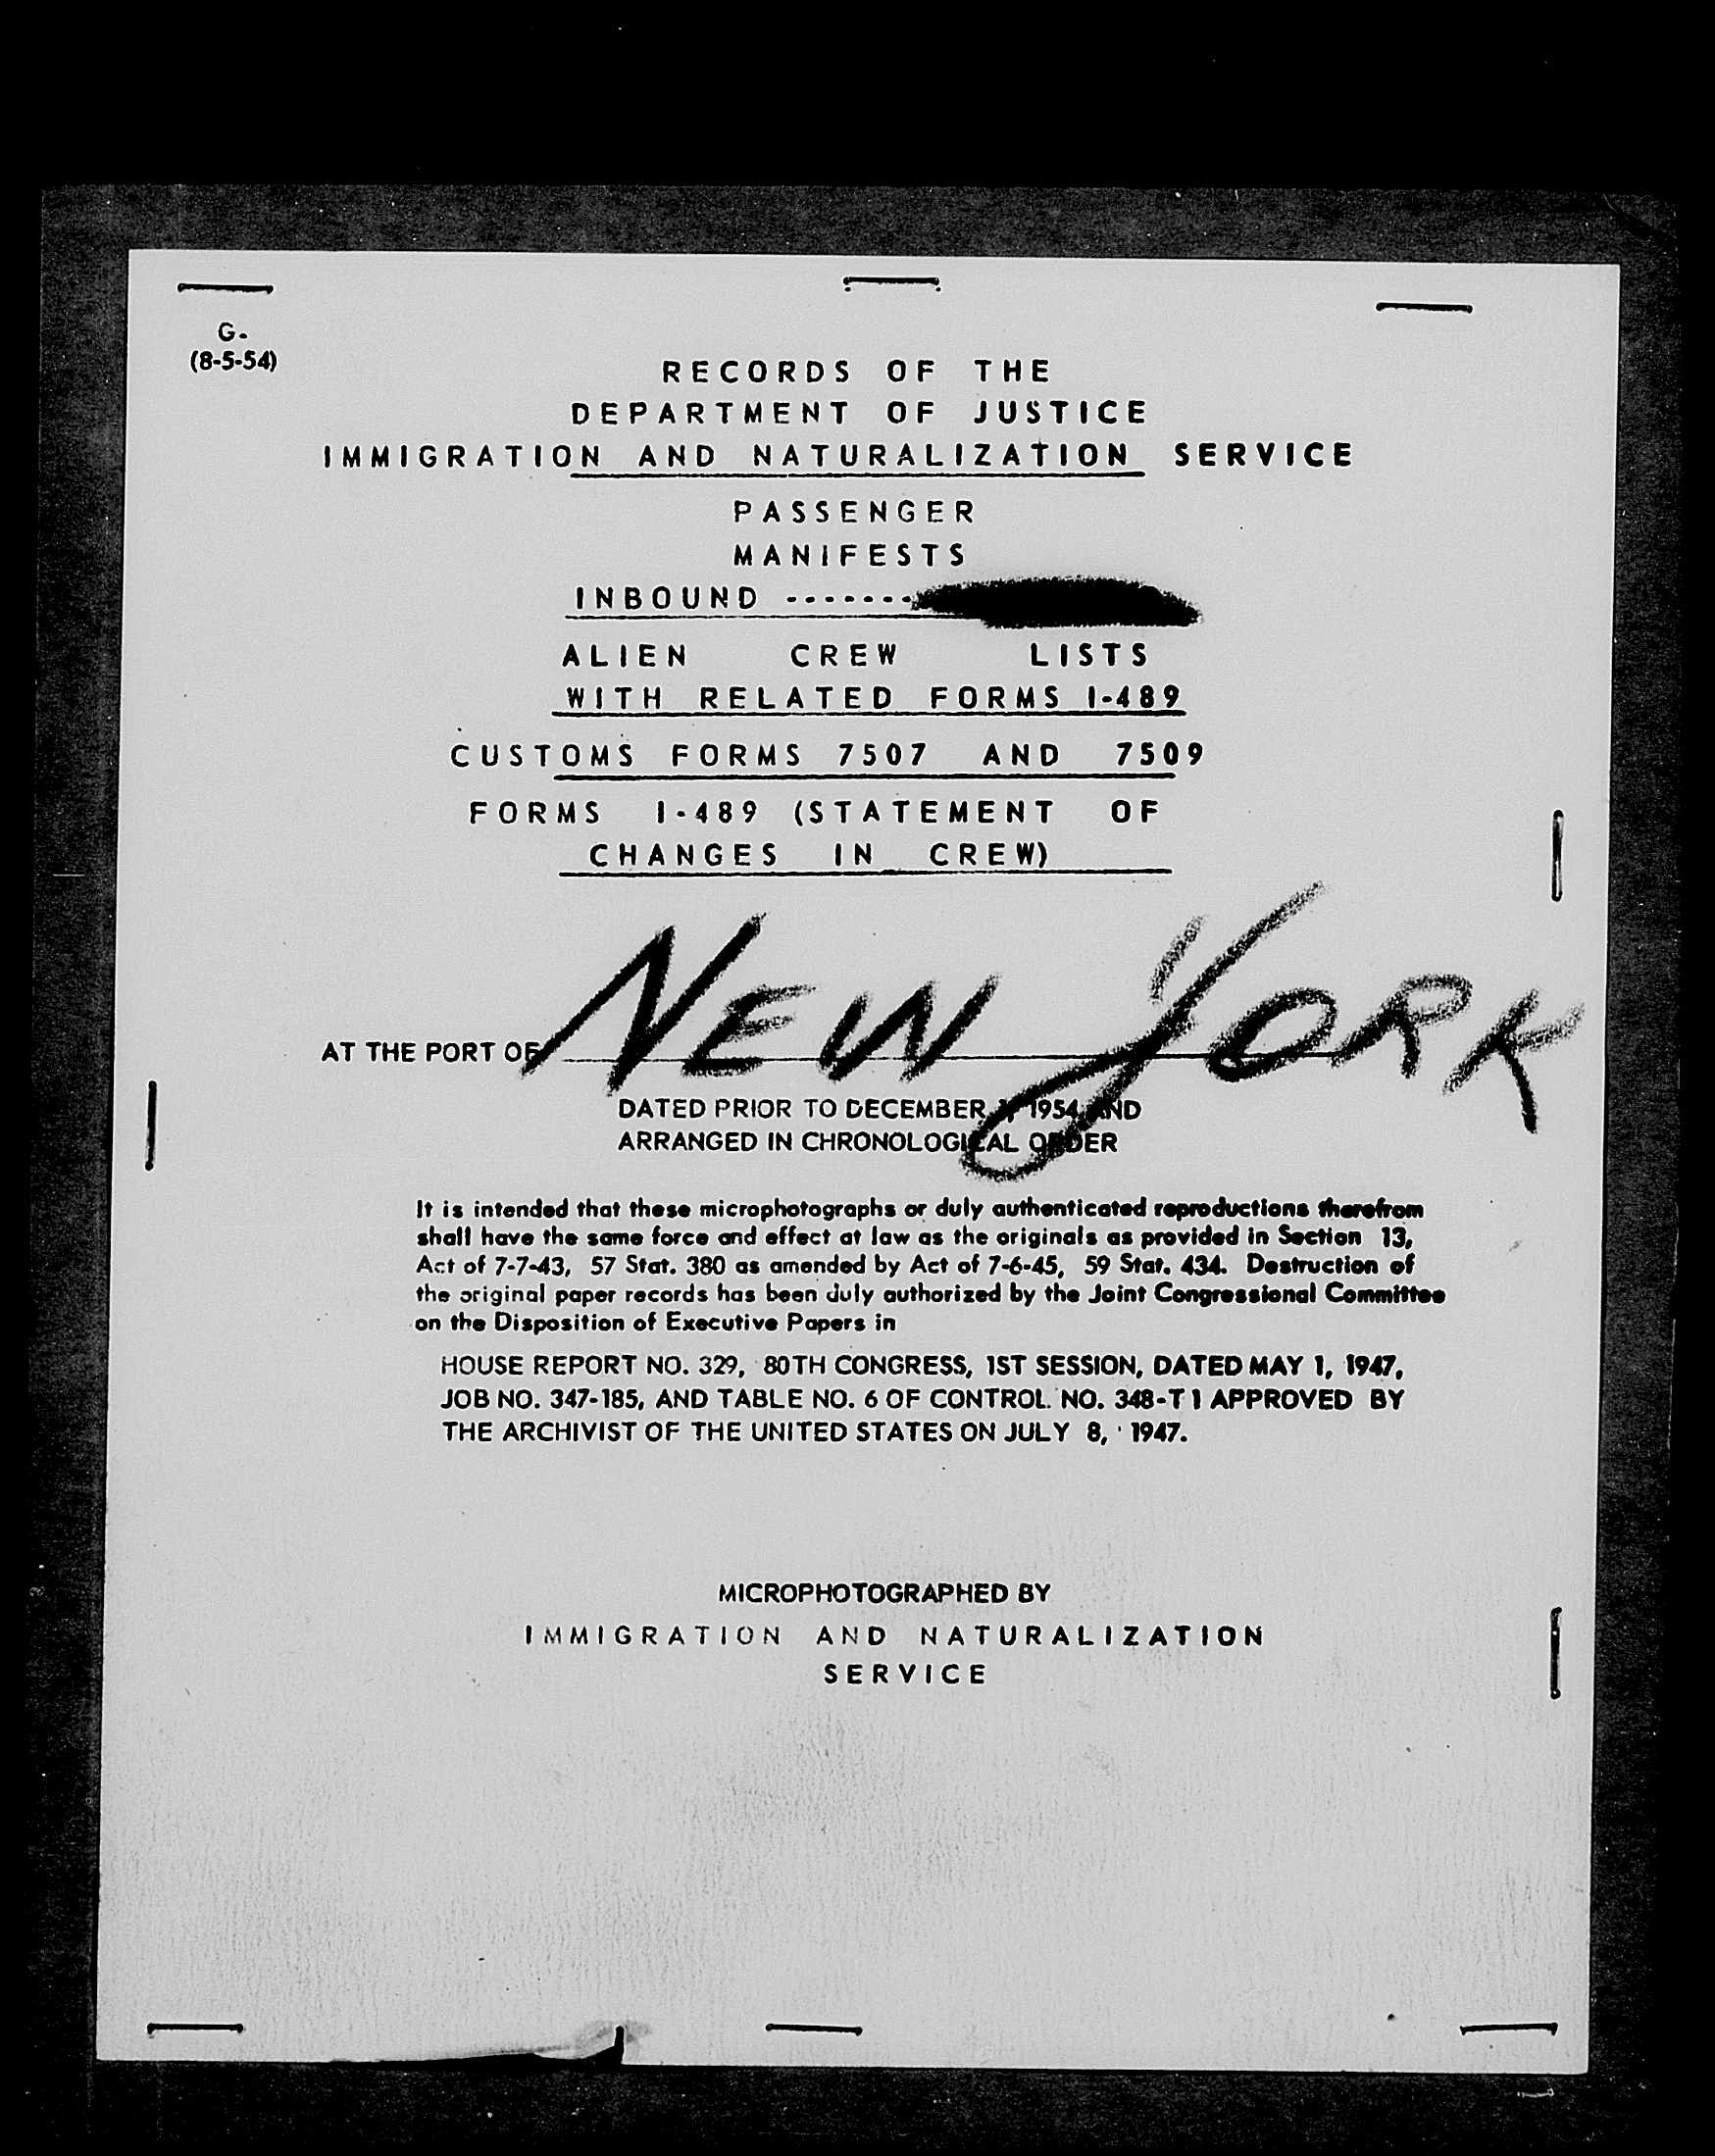 G-
(8-5-54)
RECORDS OF THE
DEPARTMENT OF JUSTICE
IMMIGRATION AND NATURALIZATION SERVICE
PASSENGER
MANIFESTS
INBOUND -------
ALIEN CREW LISTS
WITH RELATED FORMS I-489
CUSTOMS FORMS 7507 AND 7509
FORMS I-489 (STATEMENT OF
CHANGES IN CREW)
AT THE PORT OF NEW YORK
DATED PRIOR TO DECEMBER 1, 1954 AND
ARRANGED IN CHRONOLOGICAL ORDER
It is intended that these microphotographs or duly authenticated reproductions therefrom
shall have the same force and effect at law as the originals as provided in Section 13,
Act of 7-7-43, 57 Stat. 380 as amended by Act of 7-6-45, 59 Stat. 434. Destruction of
the original paper records has been duly authorized by the Joint Congressional Committee
on the Disposition of Executive Papers in
HOUSE REPORT NO. 329, 80TH CONGRESS, 1ST SESSION, DATED MAY 1, 1947,
JOB NO. 347-185, AND TABLE NO. 6 OF CONTROL NO. 348-T1 APPROVED BY
THE ARCHIVIST OF THE UNITED STATES ON JULY 8, 1947.
MICROPHOTOGRAPHED BY
IMMIGRATION AND NATURALIZATION
SERVICE